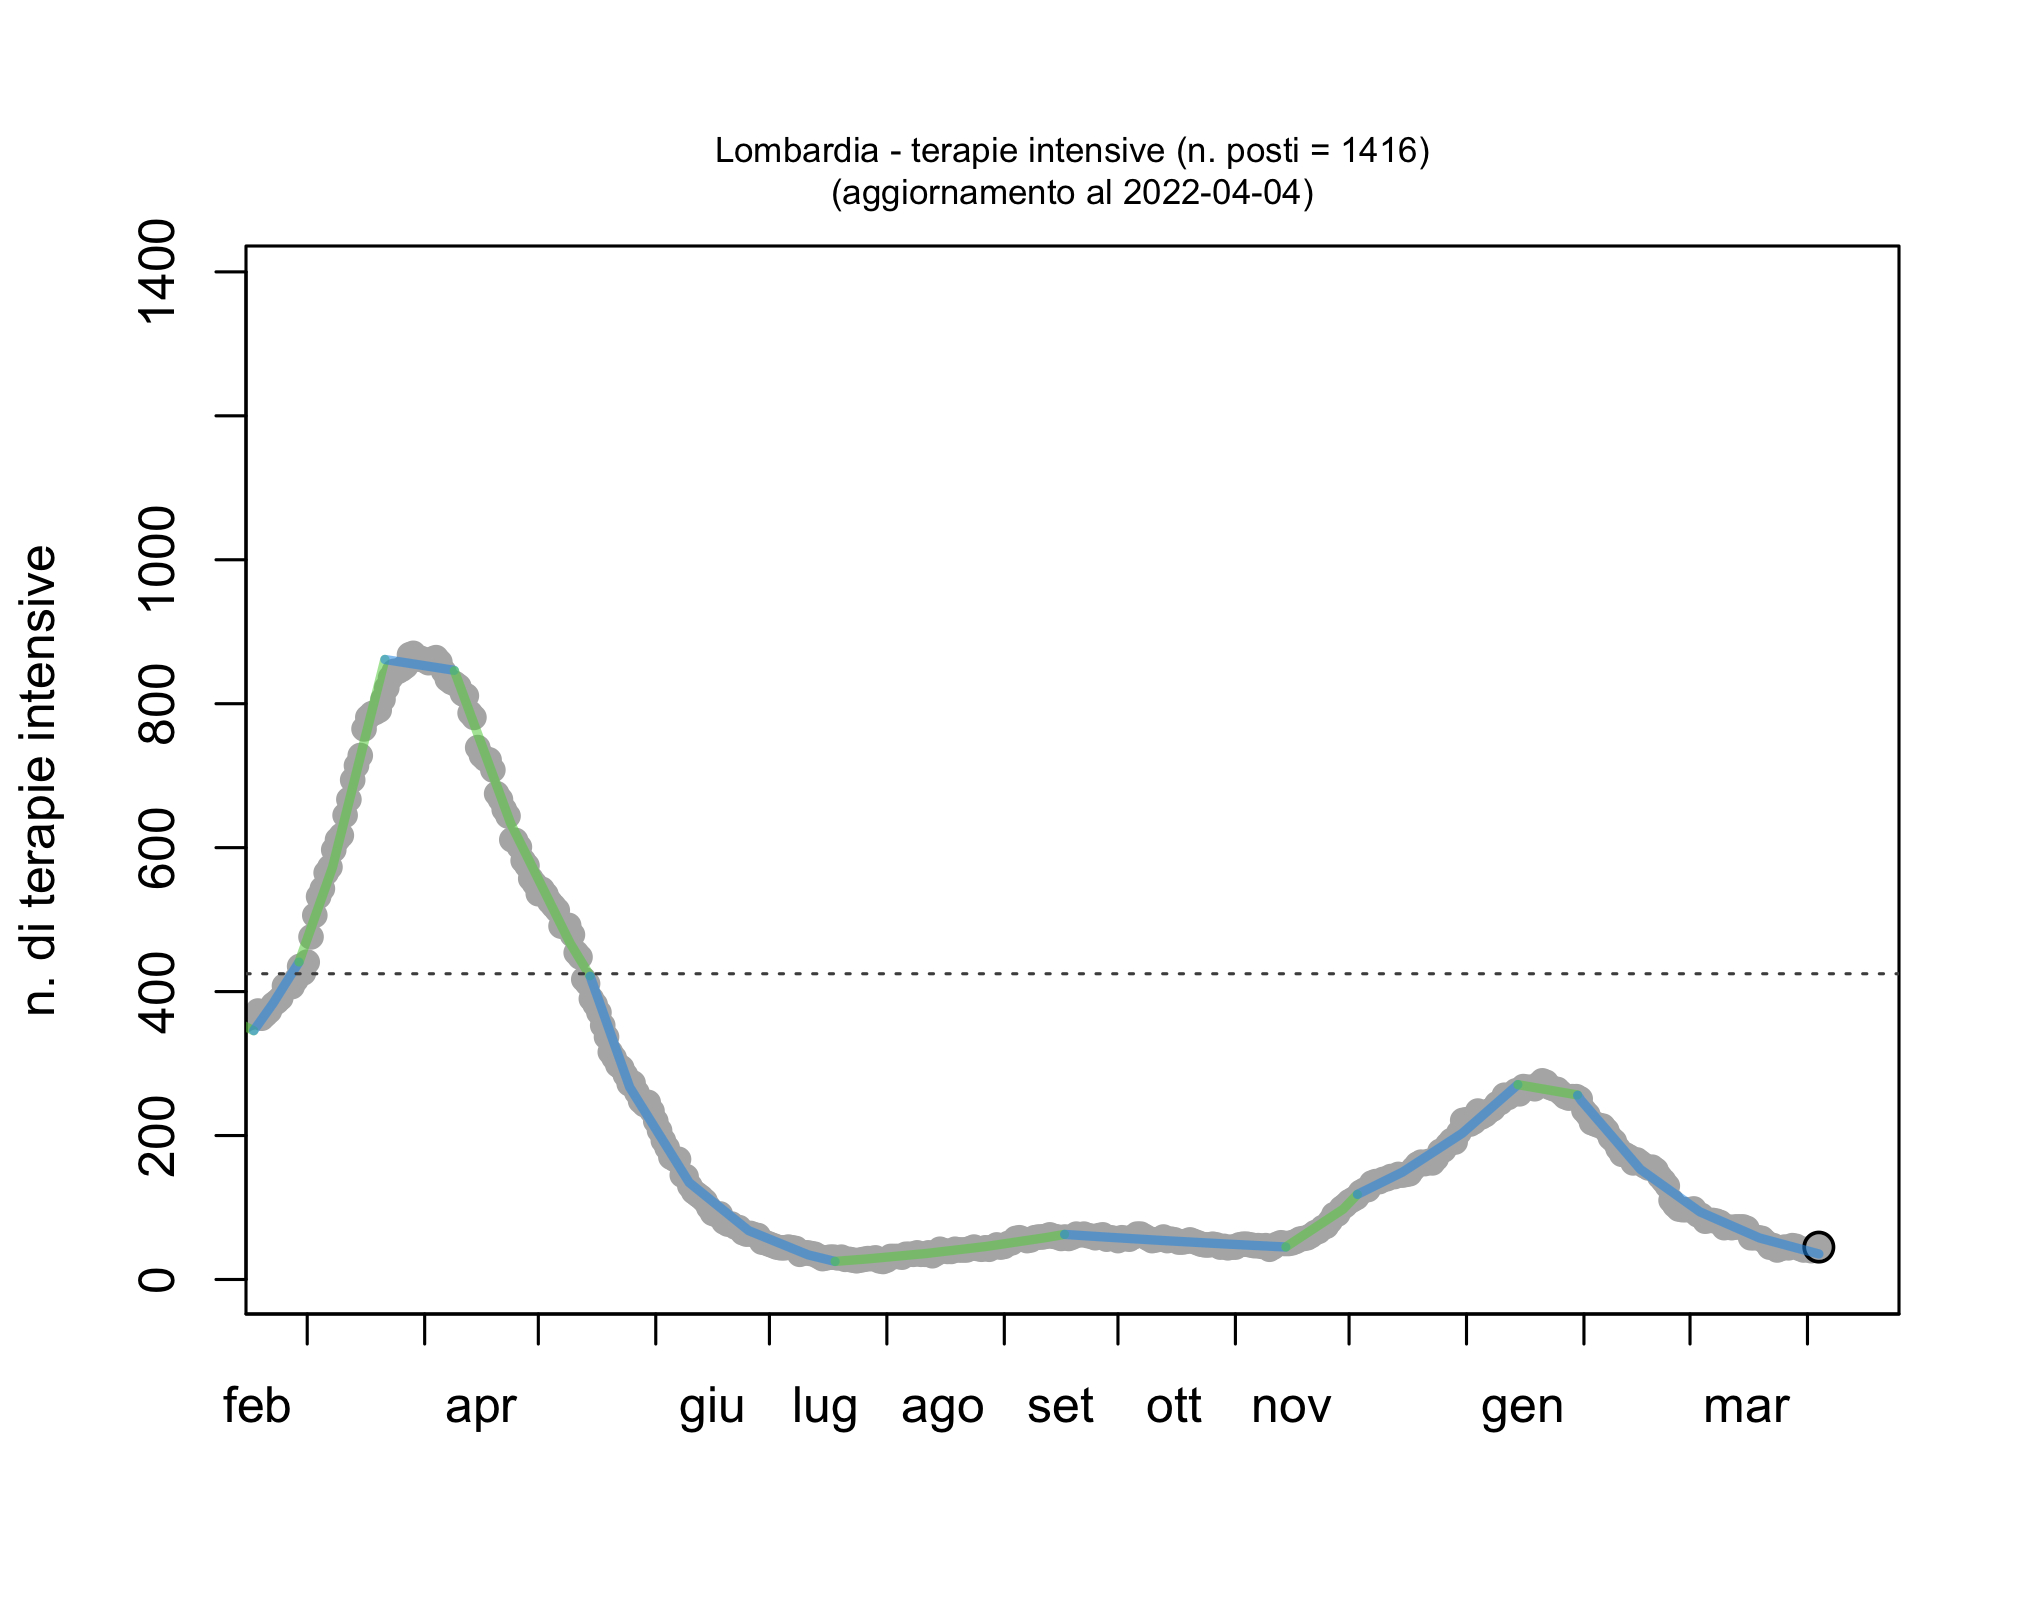 Lombardia - terapie intensive (n. posti = 1416)
(aggiornamento al 2022-04-04)
n. di terapie intensive
1400
1000
800
600
400
200
0
feb apr giu lug ago set ott nov gen mar